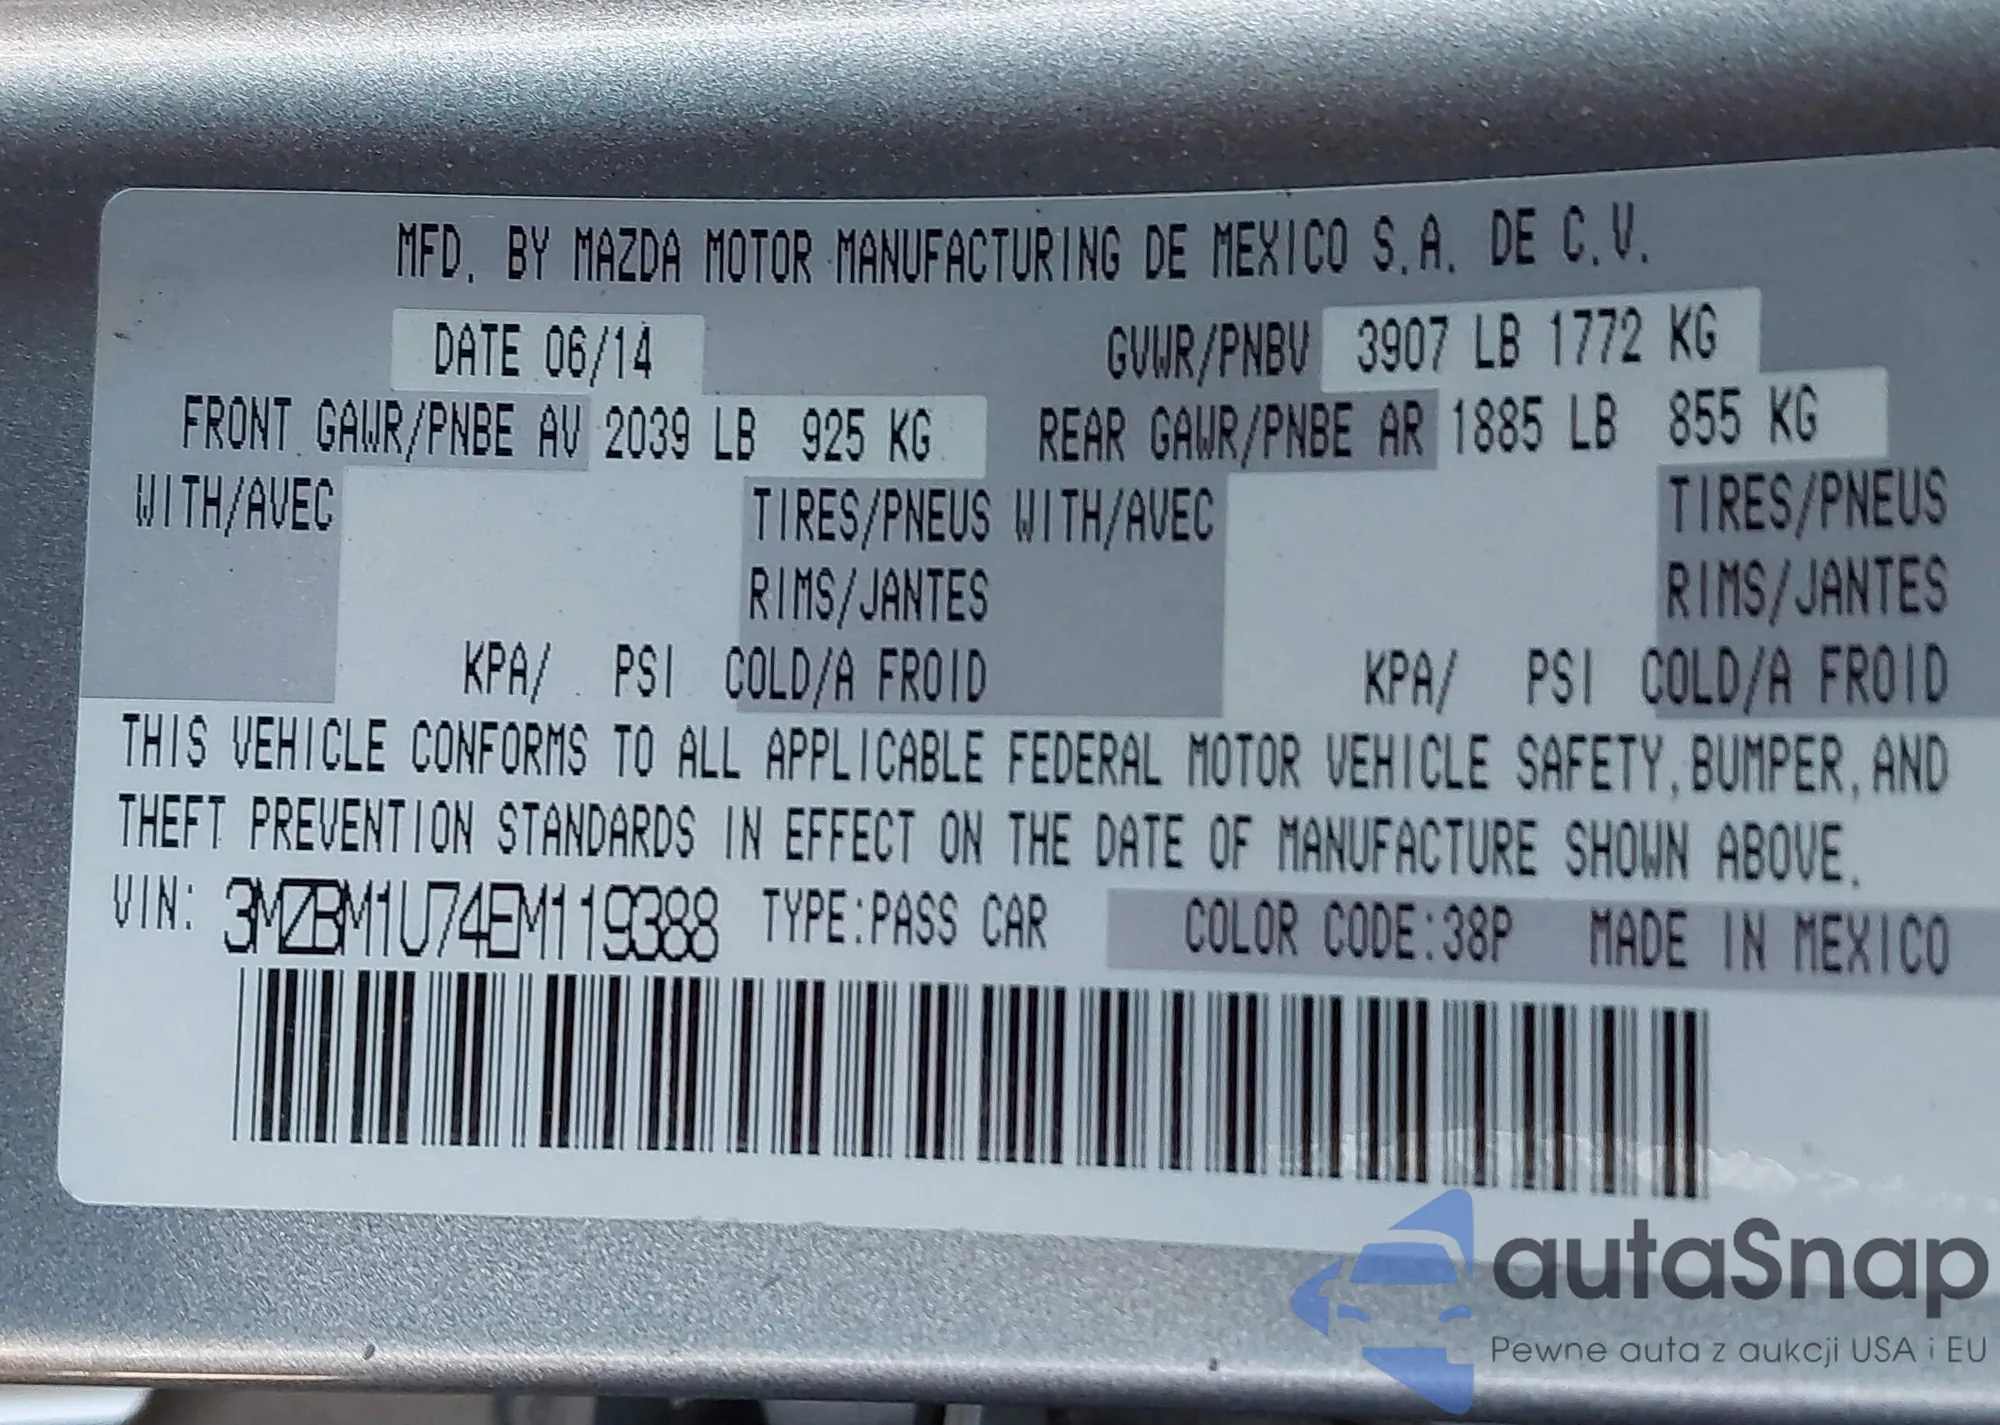 MFD. BY MAZDA MOTOR MANUFACTURING DE MEXICO S.A. DE C.V.
DATE 06/14 GVWR/PNBV 3907 LB 1772 KG
FRONT GAWR/PNBE AV 2039 LB 925 KG REAR GAWR/PNBE AR 1885 LB 855 KG
WITH/AVEC TIRES/PNEUS WITH/AVEC TIRES/PNEUS
RIMS/JANTES RIMS/JANTES
KPA/ PSI COLD/A FROID KPA/ PSI COLD/A FROID
THIS VEHICLE CONFORMS TO ALL APPLICABLE FEDERAL MOTOR VEHICLE SAFETY,BUMPER,AND
THEFT PREVENTION STANDARDS IN EFFECT ON THE DATE OF MANUFACTURE SHOWN ABOVE.
VIN: 3MZBM1U74EM119388 TYPE:PASS CAR COLOR CODE:38P MADE IN MEXICO
autaSnap
Pewne auta z aukcji USA i EU